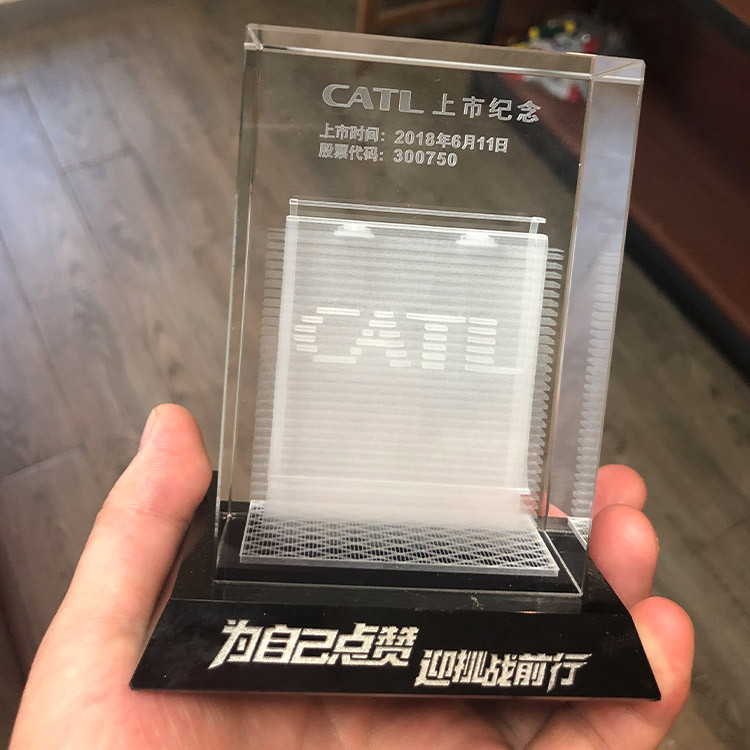 CATL 上市纪念
上市时间：2018年6月11日
股票代码：300750
CATL
为自己点赞 迎挑战前行